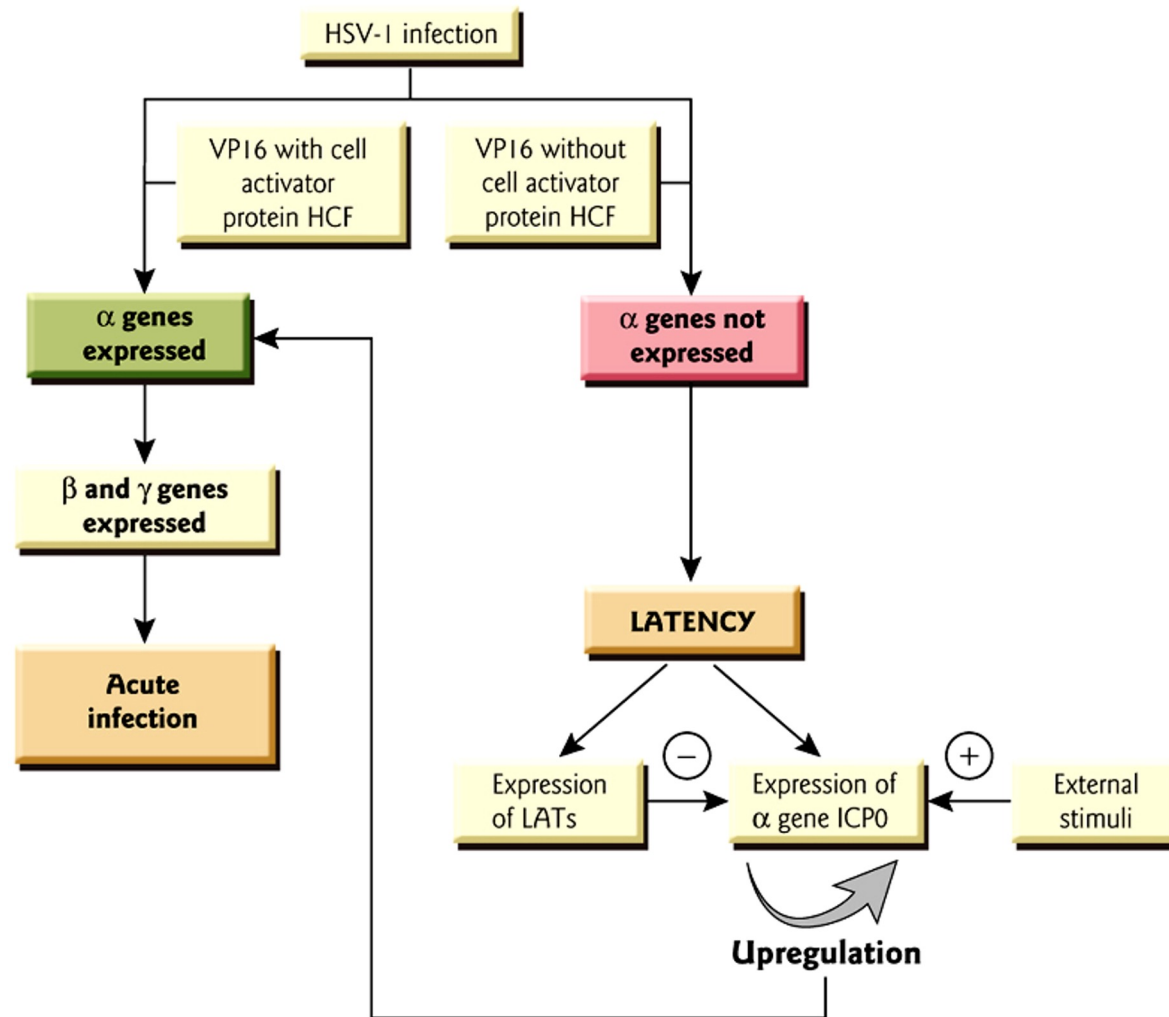 HSV-1 infection
VP16 with cell
activator
protein HCF
VP16 without
cell activator
protein HCF
α genes
expressed
α genes not
expressed
β and γ genes
expressed
LATENCY
Acute
infection
−
+
Expression
of LATs
Expression of
α gene ICP0
External
stimuli
Upregulation